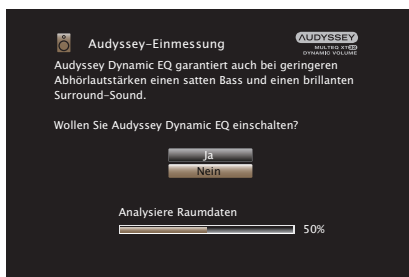 Audyssey-Einmessung
AUDYSSEY
MULTEQ XT32
DYNAMIC VOLUME
Audyssey Dynamic EQ garantiert auch bei geringeren
Abhörlautstärken einen satten Bass und einen brillanten
Surround-Sound.
Wollen Sie Audyssey Dynamic EQ einschalten?
Ja
Nein
Analysiere Raumdaten
50%